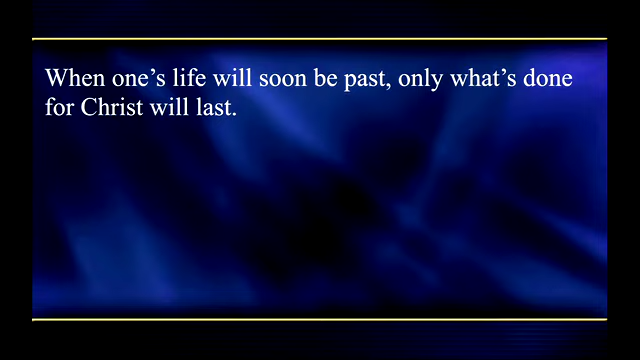 When one’s life will soon be past, only what’s done
for Christ will last.